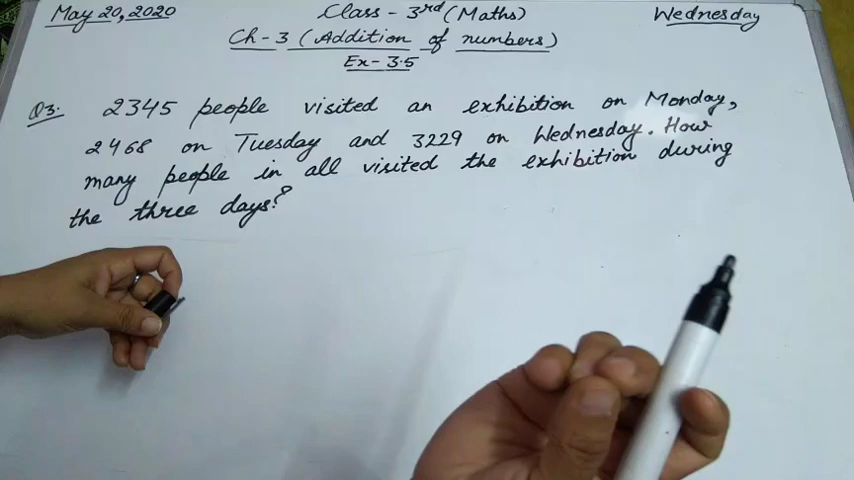 May 20, 2020 Class - 3rd (Maths) Wednesday
Ch - 3 (Addition of numbers)
Ex - 3.5
Q3. 2345 people visited an exhibition on Monday,
2468 on Tuesday and 3229 on Wednesday. How
many people in all visited the exhibition during
the three days?